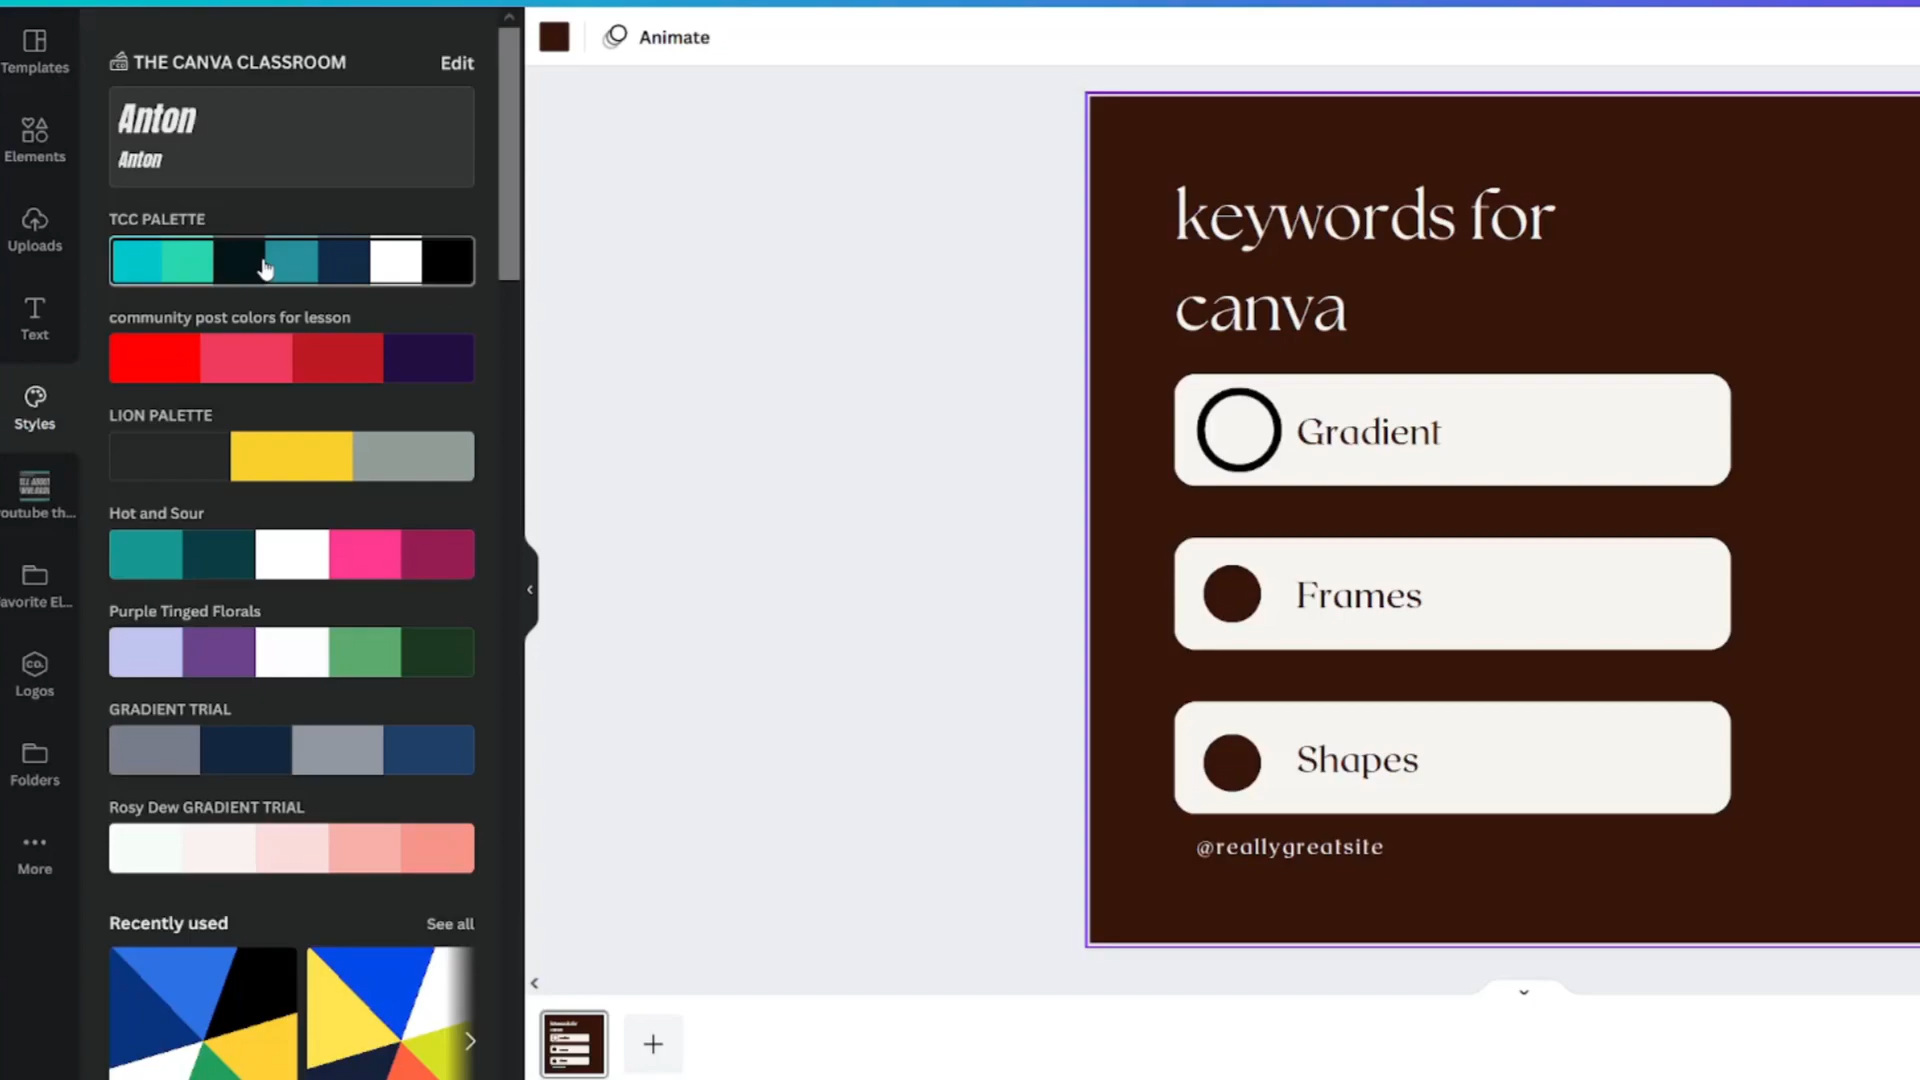 Templates
Elements
Uploads
Text
Styles
outube th...
avorite El...
CO.
Logos
Folders
More
THE CANVA CLASSROOM
Edit
Anton
Anton
TCC PALETTE
community post colors for lesson
LION PALETTE
Hot and Sour
Purple Tinged Florals
GRADIENT TRIAL
Rosy Dew GRADIENT TRIAL
Recently used
See all
Animate
keywords for
canva
Gradient
Frames
Shapes
@reallygreatsite